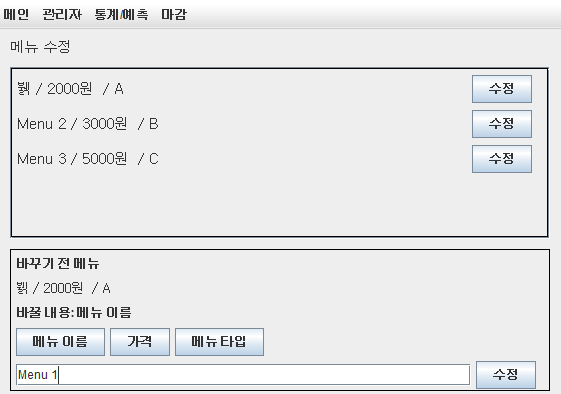 메인 관리자 통계/예측 마감
메뉴 수정
뷁 / 2000원 / A 수정
Menu 2 / 3000원 / B 수정
Menu 3 / 5000원 / C 수정
바꾸기 전 메뉴
뷁 / 2000원 / A
바꿀 내용: 메뉴 이름
메뉴 이름 가격 메뉴 타입
Menu 1 수정